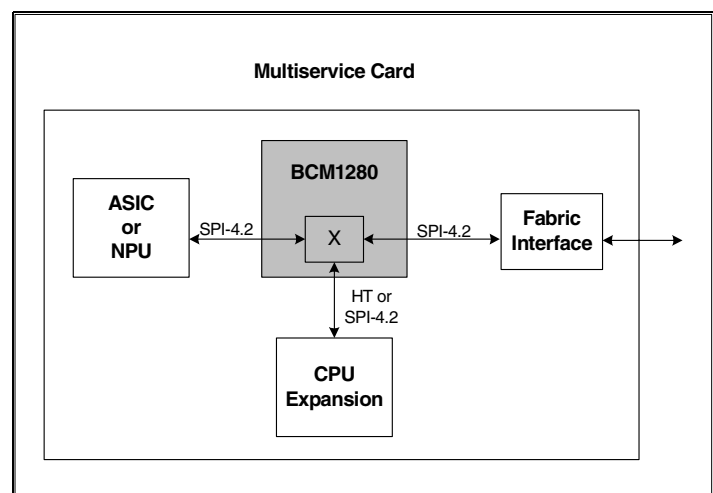 Multiservice Card
BCM1280
ASIC
or
NPU
SPI-4.2
X
SPI-4.2
Fabric
Interface
HT or
SPI-4.2
CPU
Expansion